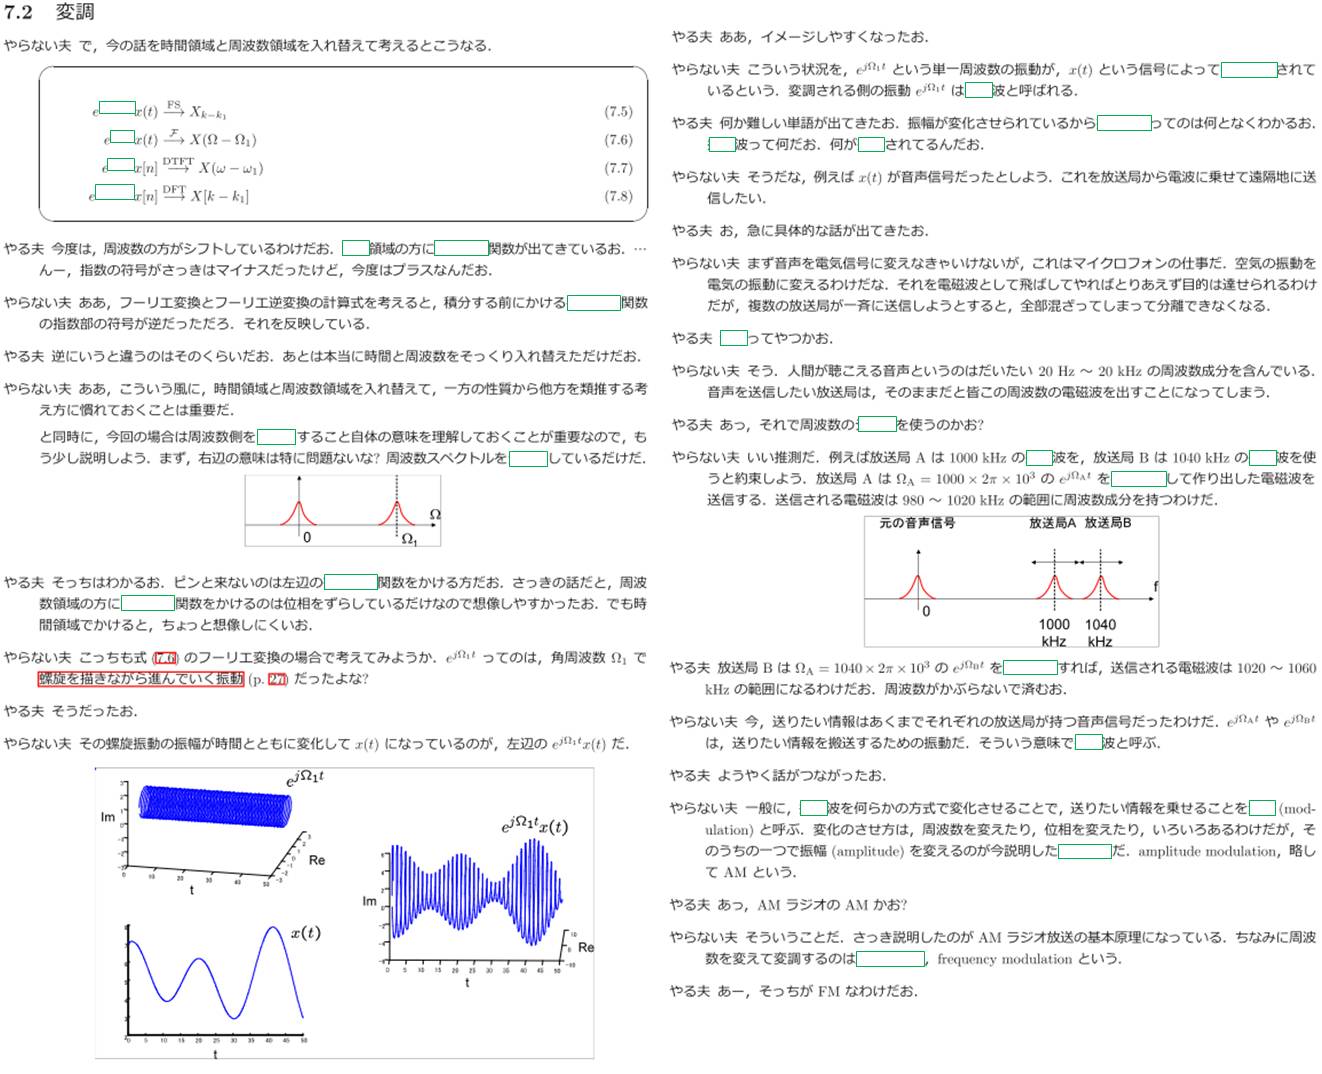 7.2 変調
やらない夫 で，今の話を時間領域と周波数領域を入れ替えて考えるとこうなる．
e x(t) FS⟶ X_{k−k_1} (7.5)
e x(t) F⟶ X(Ω − Ω_1) (7.6)
e x[n] DTFT⟶ X(ω − ω_1) (7.7)
e x[n] DFT⟶ X[k − k_1] (7.8)
やる夫 今度は，周波数の方がシフトしているわけだお． 領域の方に 関数が出てきているお．…
んー，指数の符号がさっきはマイナスだったけど，今度はプラスなんだお．
やらない夫 ああ，フーリエ変換とフーリエ逆変換の計算式を考えると，積分する前にかける 関数
の指数部の符号が逆だっただろ．それを反映している．
やる夫 逆にいうと違うのはそのくらいだお．あとは本当に時間と周波数をそっくり入れ替えただけだお．
やらない夫 ああ，こういう風に，時間領域と周波数領域を入れ替えて，一方の性質から他方を類推する考
え方に慣れておくことは重要だ．
と同時に，今回の場合は周波数側を すること自体の意味を理解しておくことが重要なので，も
う少し説明しよう．まず，右辺の意味は特に問題ないな? 周波数スペクトルを しているだけだ．
0 Ω_1 Ω
やる夫 そっちはわかるお．ピンと来ないのは左辺の 関数をかける方だお．さっきの話だと，周波
数領域の方に 関数をかけるのは位相をずらしているだけなので想像しやすかったお．でも時
間領域でかけると，ちょっと想像しにくいお．
やらない夫 こっちも式 (7.6) のフーリエ変換の場合で考えてみようか．e^{jΩ_1t} ってのは，角周波数 Ω_1 で
螺旋を描きながら進んでいく振動 (p. 27) だったよな?
やる夫 そうだったお．
やらない夫 その螺旋振動の振幅が時間とともに変化して x(t) になっているのが，左辺の e^{jΩ_1t}x(t) だ．
e^{jΩ_1t}
Im
Re
0 10 20 30 40 50
t
e^{jΩ_1t}x(t)
Im
Re
0 5 10 15 20 25 30 35 40 45 50
t
x(t)
0 5 10 15 20 25 30 35 40 45 50
t
やる夫 ああ，イメージしやすくなったお．
やらない夫 こういう状況を，e^{jΩ_1t} という単一周波数の振動が，x(t) という信号によって されて
いるという．変調される側の振動 e^{jΩ_1t} は 波と呼ばれる．
やる夫 何か難しい単語が出てきたお．振幅が変化させられているから ってのは何となくわかるお．
波って何だお．何が されてるんだお．
やらない夫 そうだな，例えば x(t) が音声信号だったとしよう．これを放送局から電波に乗せて遠隔地に送
信したい．
やる夫 お，急に具体的な話が出てきたお．
やらない夫 まず音声を電気信号に変えなきゃいけないが，これはマイクロフォンの仕事だ．空気の振動を
電気の振動に変えるわけだな．それを電磁波として飛ばしてやればとりあえず目的は達せられるわけ
だが，複数の放送局が一斉に送信しようとすると，全部混ざってしまって分離できなくなる．
やる夫 ってやつかお．
やらない夫 そう．人間が聴こえる音声というのはだいたい 20 Hz ～ 20 kHz の周波数成分を含んでいる．
音声を送信したい放送局は，そのままだと皆この周波数の電磁波を出すことになってしまう．
やる夫 あっ，それで周波数の を使うのかお?
やらない夫 いい推測だ．例えば放送局 A は 1000 kHz の 波を，放送局 B は 1040 kHz の 波を使
うと約束しよう．放送局 A は Ω_A = 1000 × 2π × 10^3 の e^{jΩ_At} を して作り出した電磁波を
送信する．送信される電磁波は 980 ～ 1020 kHz の範囲に周波数成分を持つわけだ．
元の音声信号 放送局A 放送局B
0 1000 kHz 1040 kHz f
やる夫 放送局 B は Ω_A = 1040 × 2π × 10^3 の e^{jΩ_Bt} を すれば，送信される電磁波は 1020 ～ 1060
kHz の範囲になるわけだお．周波数がかぶらないで済むお．
やらない夫 今，送りたい情報はあくまでそれぞれの放送局が持つ音声信号だったわけだ．e^{jΩ_At} や e^{jΩ_Bt}
は，送りたい情報を搬送するための振動だ．そういう意味で 波と呼ぶ．
やる夫 ようやく話がつながったお．
やらない夫 一般に， 波を何らかの方式で変化させることで，送りたい情報を乗せることを (mod-
ulation) と呼ぶ．変化のさせ方は，周波数を変えたり，位相を変えたり，いろいろあるわけだが，そ
のうちの一つで振幅 (amplitude) を変えるのが今説明した だ．amplitude modulation，略し
て AM という．
やる夫 あっ，AM ラジオの AM かお?
やらない夫 そういうことだ．さっき説明したのが AM ラジオ放送の基本原理になっている．ちなみに周波
数を変えて変調するのは ，frequency modulation という．
やる夫 あー，そっちが FM なわけだお．